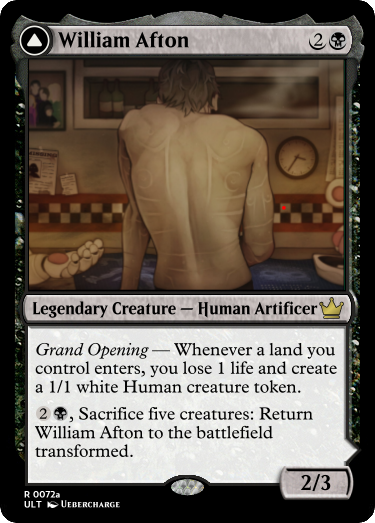 William Afton 2
Legendary Creature — Human Artificer
Grand Opening — Whenever a land you
control enters, you lose 1 life and create
a 1/1 white Human creature token.
2, Sacrifice five creatures: Return
William Afton to the battlefield
transformed.
2/3
R 0072a
ULT Uebercharge